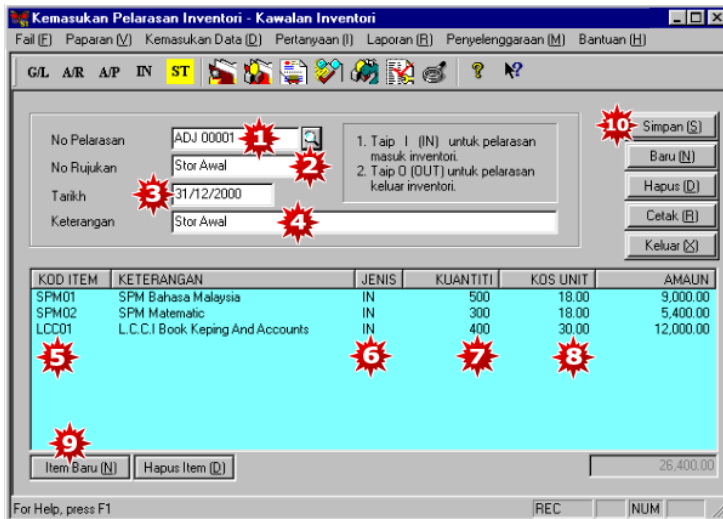 Kemasukan Pelarasan Inventori - Kawalan Inventori
Fail (F) Paparan (V) Kemasukan Data (D) Pertanyaan (I) Laporan (R) Penyelenggaraan (M) Bantuan (H)
G/L A/R A/P IN ST
No Pelarasan ADJ 00001 1
No Rujukan Stor Awal 2
Tarikh 3 31/12/2000
Keterangan Stor Awal 4
1. Taip I (IN) untuk pelarasan
masuk inventori.
2. Taip O (OUT) untuk pelarasan
keluar inventori.
10 Simpan (S)
Baru (N)
Hapus (D)
Cetak (R)
Keluar (X)
KOD ITEM KETERANGAN JENIS KUANTITI KOS UNIT AMAUN
SPM01 SPM Bahasa Malaysia IN 500 18.00 9,000.00
SPM02 SPM Matematic IN 300 18.00 5,400.00
LCC01 L.C.C.I Book Keping And Accounts IN 400 30.00 12,000.00
5 6 7 8
9
Item Baru (N) Hapus Item (D) 26,400.00
For Help, press F1 REC NUM